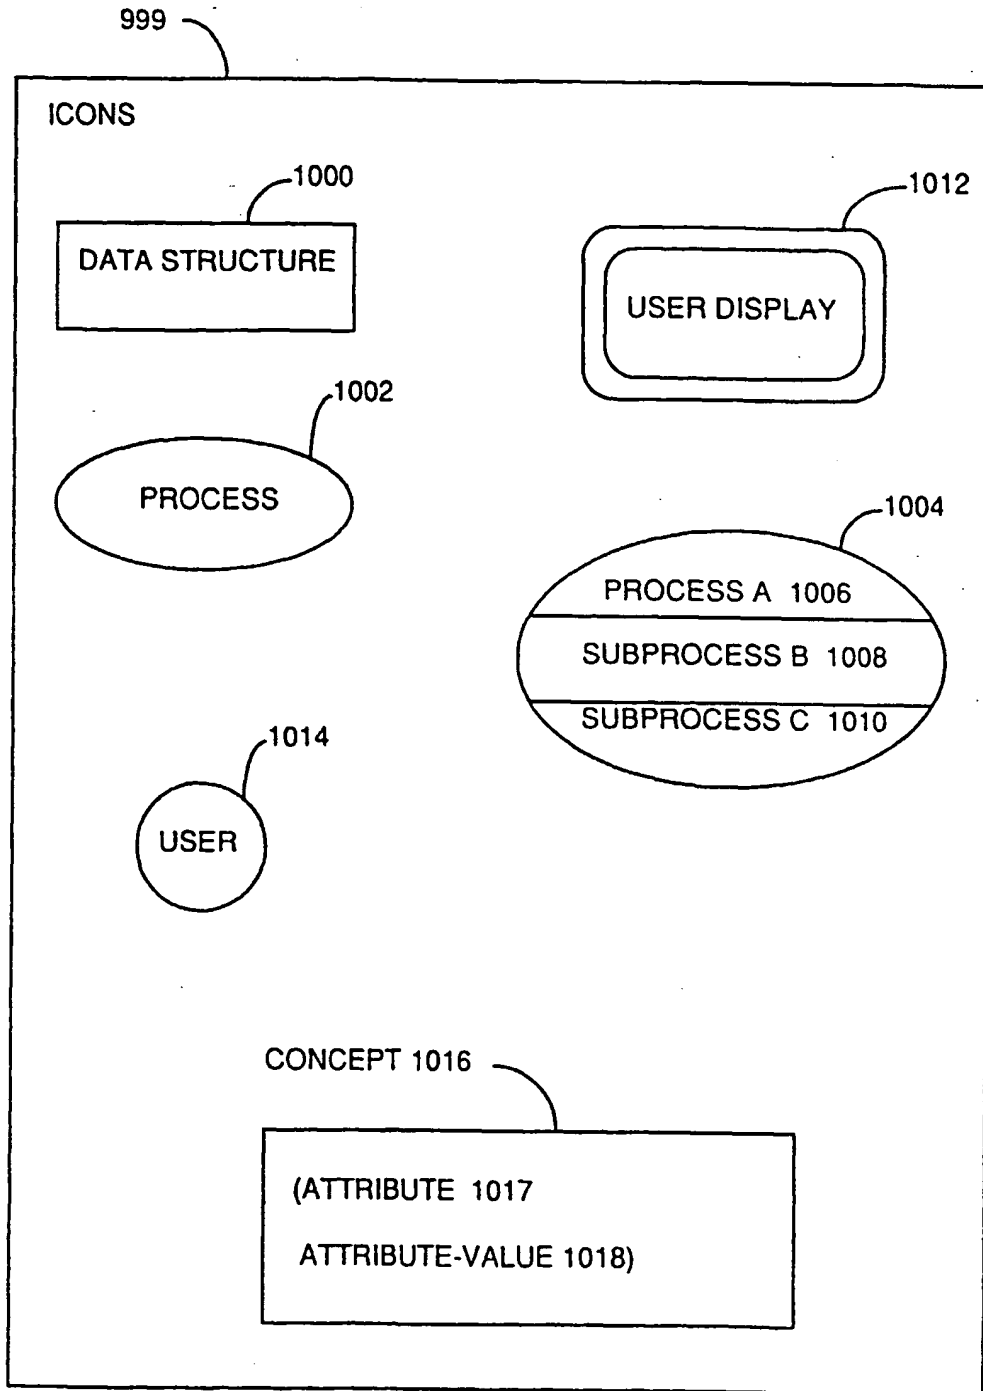 999
ICONS
1000
DATA STRUCTURE
1012
USER DISPLAY
1002
PROCESS
1004
PROCESS A 1006
SUBPROCESS B 1008
SUBPROCESS C 1010
1014
USER
CONCEPT 1016
(ATTRIBUTE 1017
ATTRIBUTE-VALUE 1018)